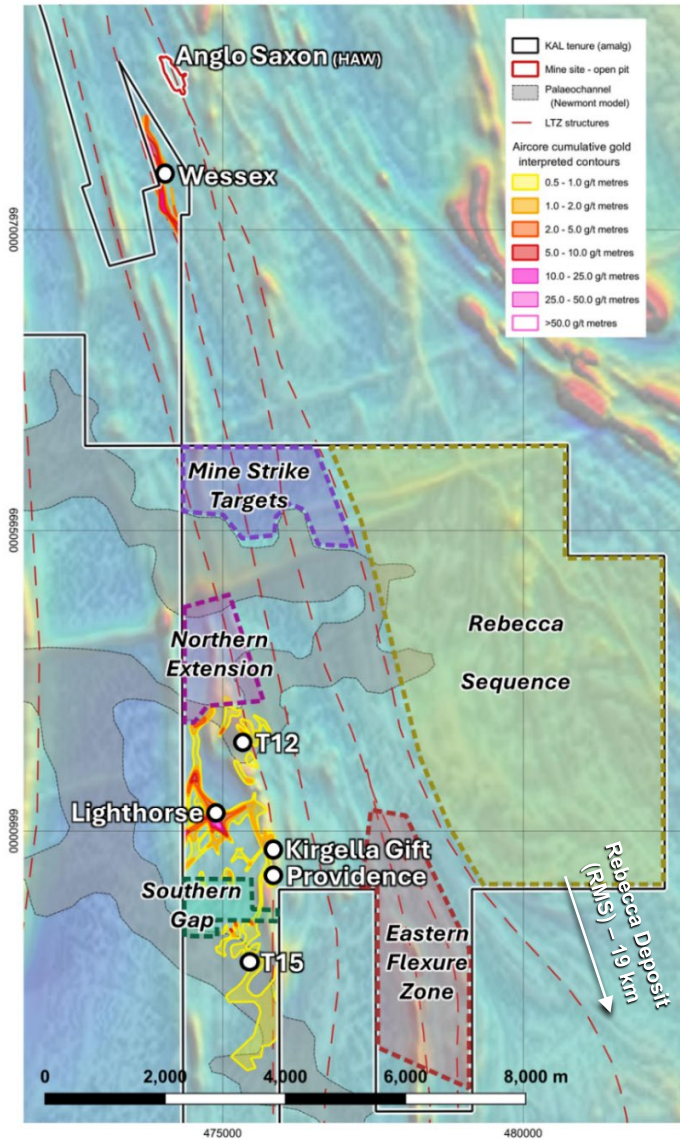 Anglo Saxon (HAW)
Wessex
KAL tenure (amalg)
Mine site - open pit
Palaeochannel
(Newmont model)
LTZ structures
Aircore cumulative gold
interpreted contours
0.5 - 1.0 g/t metres
1.0 - 2.0 g/t metres
2.0 - 5.0 g/t metres
5.0 - 10.0 g/t metres
10.0 - 25.0 g/t metres
25.0 - 50.0 g/t metres
>50.0 g/t metres
6670000
Mine Strike
Targets
6665000
Northern
Extension
Rebecca
Sequence
T12
Lighthorse
6660000
Kirgella Gift
Providence
Southern
Gap
T15
Eastern
Flexure
Zone
Rebecca Deposit
(RMS) – 19 km
0 2,000 4,000 6,000 8,000 m
475000 480000